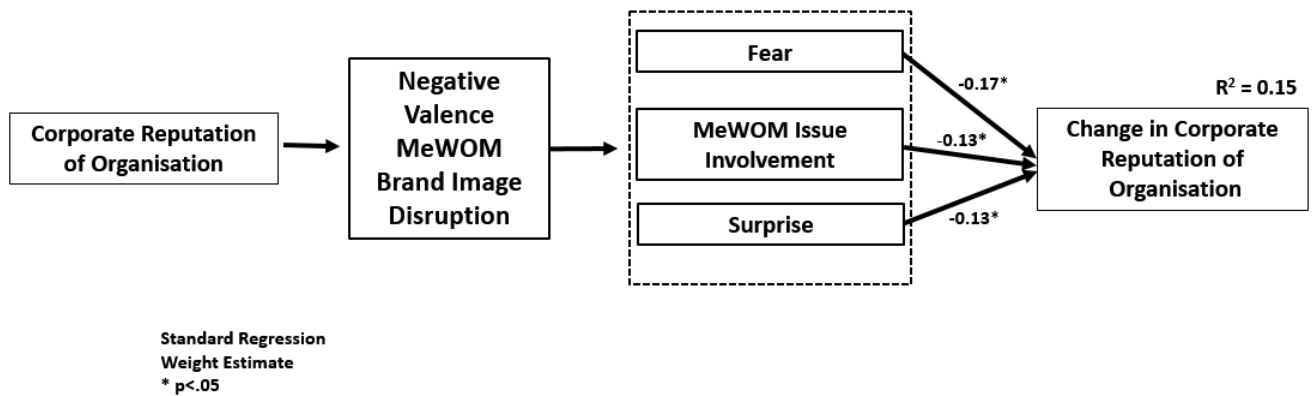 Corporate Reputation
of Organisation
Negative
Valence
MeWOM
Brand Image
Disruption
Fear
MeWOM Issue
Involvement
Surprise
-0.17*
-0.13*
-0.13*
R² = 0.15
Change in Corporate
Reputation of
Organisation
Standard Regression
Weight Estimate
* p<.05